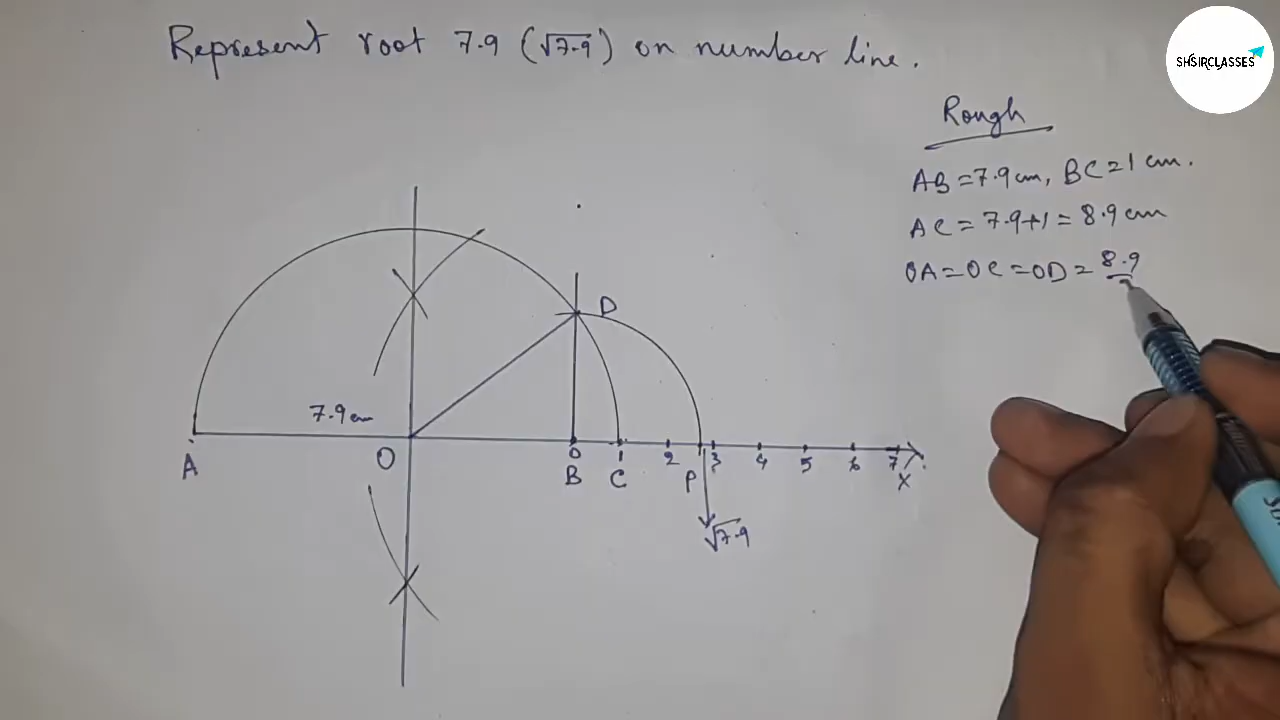 Represent root 7.9 (√7.9) on number line.
SHSIRCLASSES
Rough
AB = 7.9 cm, BC = 1 cm.
AC = 7.9+1 = 8.9 cm
OA = OC = OD = 8.9
D
7.9 cm
A O 0 1 2 3 4 5 6 7
B C P X
√7.9